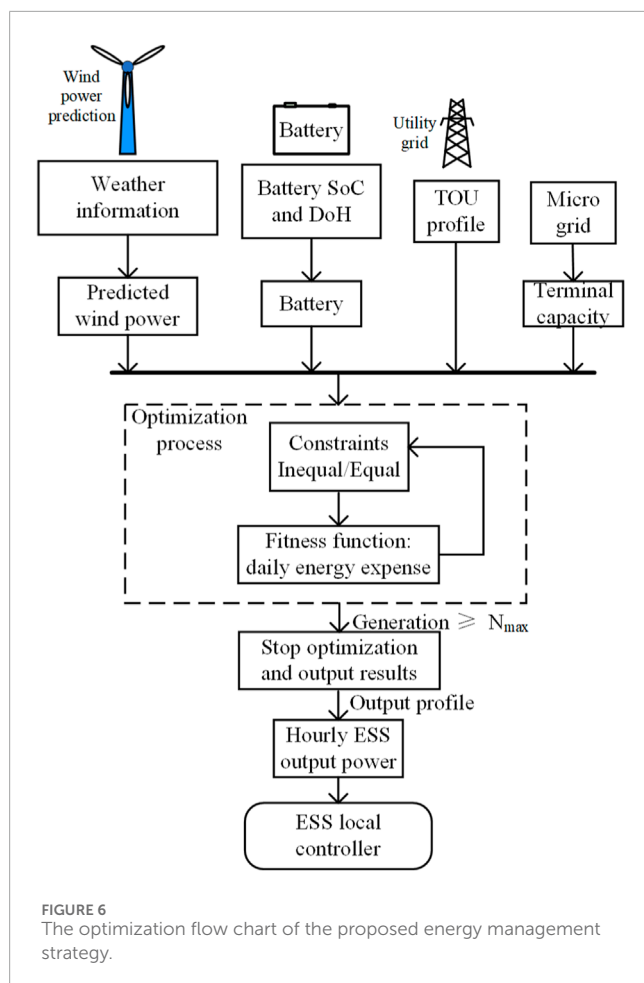 Wind
power
prediction
Battery
Utility
grid
Weather
information
Battery SoC
and DoH
TOU
profile
Micro
grid
Predicted
wind power
Battery
Terminal
capacity
Optimization
process
Constraints
Inequal/Equal
Fitness function:
daily energy expense
Generation ⩾ Nmax
Stop optimization
and output results
Output profile
Hourly ESS
output power
ESS local
controller
FIGURE 6
The optimization flow chart of the proposed energy management
strategy.